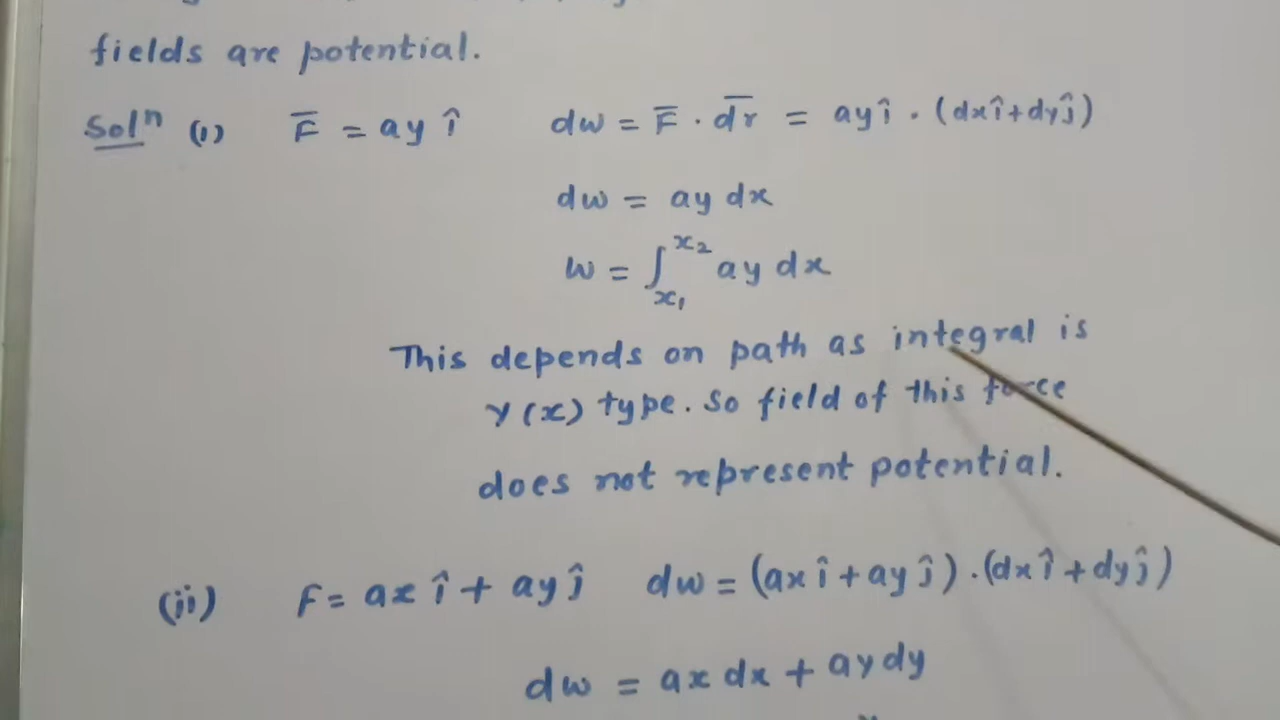 fields are potential.
Solⁿ (1) F̅ = ay î dw = F̅ . d̅r̅ = ay î . (dx î + dy ĵ)
dw = ay dx
w = ∫ₓ₁ˣ² ay dx
This depends on path as integral is
Y(x) type. So field of this force
does not represent potential.
(ii) F = ax î + ay ĵ dw = (ax î + ay ĵ) . (dx î + dy ĵ)
dw = ax dx + ay dy